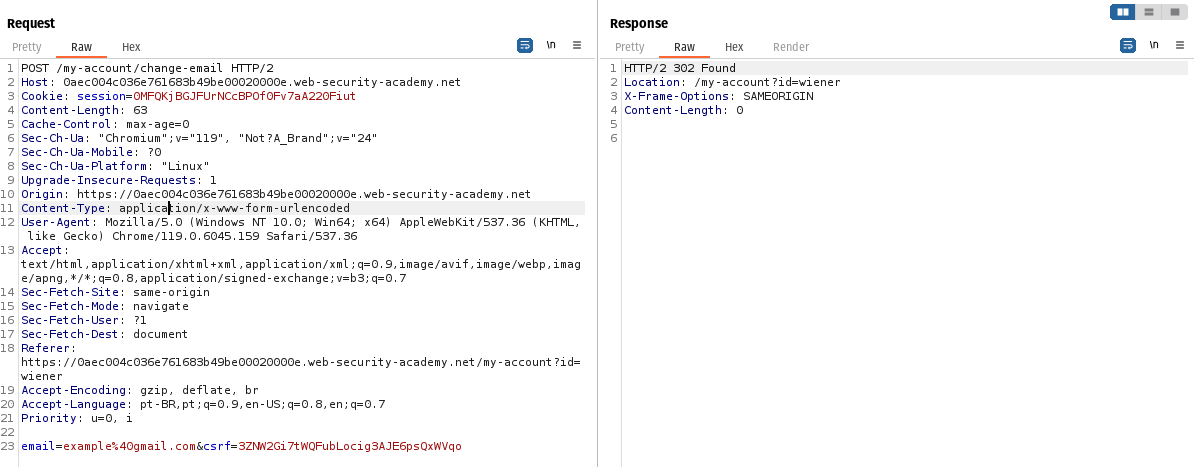 Request
Pretty Raw Hex
\n
1 POST /my-account/change-email HTTP/2
2 Host: 0aec004c036e761683b49be00020000e.web-security-academy.net
3 Cookie: session=0MFQKjBGJFUrNCcBPOf0Fv7aA220Fiut
4 Content-Length: 63
5 Cache-Control: max-age=0
6 Sec-Ch-Ua: "Chromium";v="119", "Not?A_Brand";v="24"
7 Sec-Ch-Ua-Mobile: ?0
8 Sec-Ch-Ua-Platform: "Linux"
9 Upgrade-Insecure-Requests: 1
10 Origin: https://0aec004c036e761683b49be00020000e.web-security-academy.net
11 Content-Type: application/x-www-form-urlencoded
12 User-Agent: Mozilla/5.0 (Windows NT 10.0; Win64; x64) AppleWebKit/537.36 (KHTML,
like Gecko) Chrome/119.0.6045.159 Safari/537.36
13 Accept:
text/html,application/xhtml+xml,application/xml;q=0.9,image/avif,image/webp,imag
e/apng,*/*;q=0.8,application/signed-exchange;v=b3;q=0.7
14 Sec-Fetch-Site: same-origin
15 Sec-Fetch-Mode: navigate
16 Sec-Fetch-User: ?1
17 Sec-Fetch-Dest: document
18 Referer:
https://0aec004c036e761683b49be00020000e.web-security-academy.net/my-account?id=
wiener
19 Accept-Encoding: gzip, deflate, br
20 Accept-Language: pt-BR,pt;q=0.9,en-US;q=0.8,en;q=0.7
21 Priority: u=0, i
22
23 email=example%40gmail.com&csrf=3ZNW2Gi7tWQFubLocig3AJE6psQxWVqo
Response
Pretty Raw Hex Render
\n
1 HTTP/2 302 Found
2 Location: /my-account?id=wiener
3 X-Frame-Options: SAMEORIGIN
4 Content-Length: 0
5
6